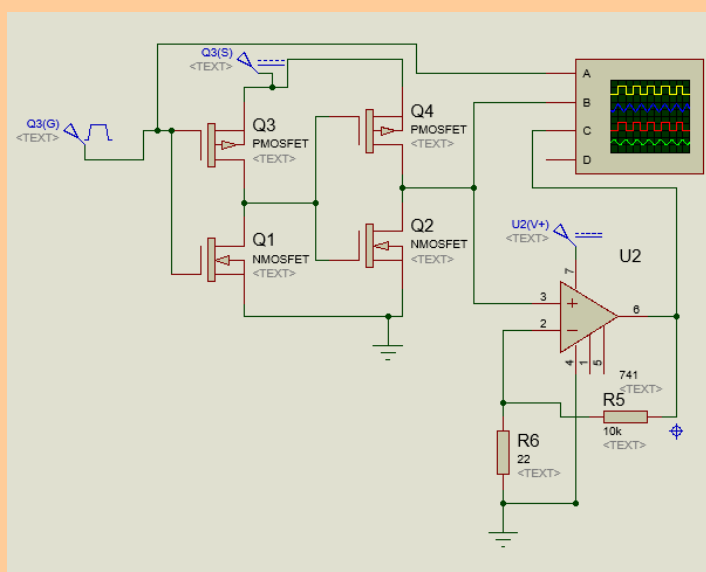 Q3(S)
<TEXT>
Q3(G)
<TEXT>
Q3
PMOSFET
<TEXT>
Q4
PMOSFET
<TEXT>
A
B
C
D
Q1
NMOSFET
<TEXT>
Q2
NMOSFET
<TEXT>
U2(V+)
<TEXT>
U2
7
3
2
6
4
1
5
741
<TEXT>
R5
10k
<TEXT>
R6
22
<TEXT>